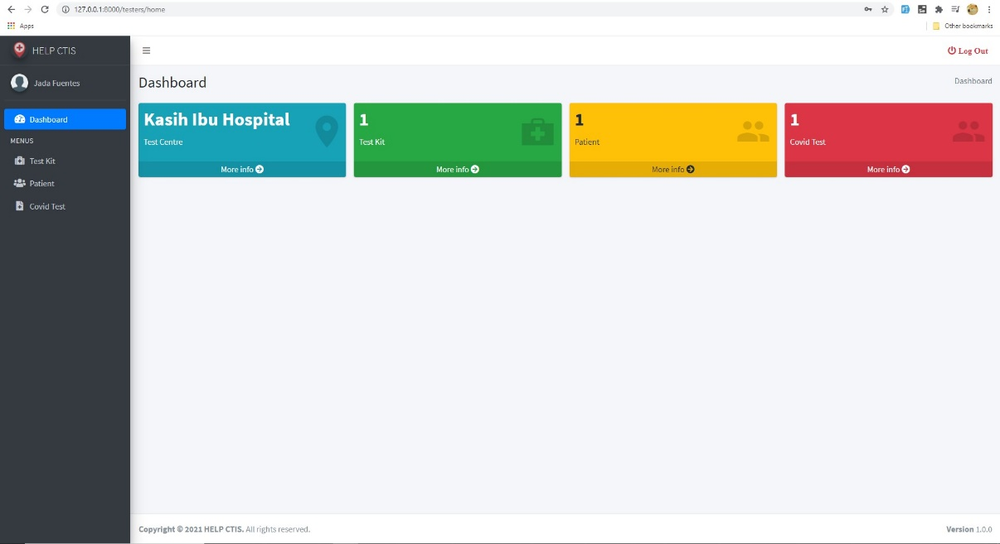 127.0.0.1:8000/testers/home
Apps
Other bookmarks
HELP CTIS
Log Out
Jada Fuentes
Dashboard
Dashboard
Dashboard
MENUS
Test Kit
Patient
Covid Test
Kasih Ibu Hospital
Test Centre
More info
1
Test Kit
More info
1
Patient
More info
1
Covid Test
More info
Copyright © 2021 HELP CTIS. All rights reserved.
Version 1.0.0